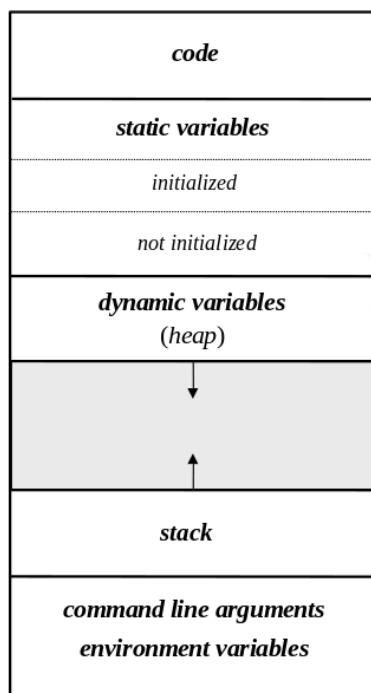 code
static variables
initialized
not initialized
dynamic variables
(heap)
stack
command line arguments
environment variables